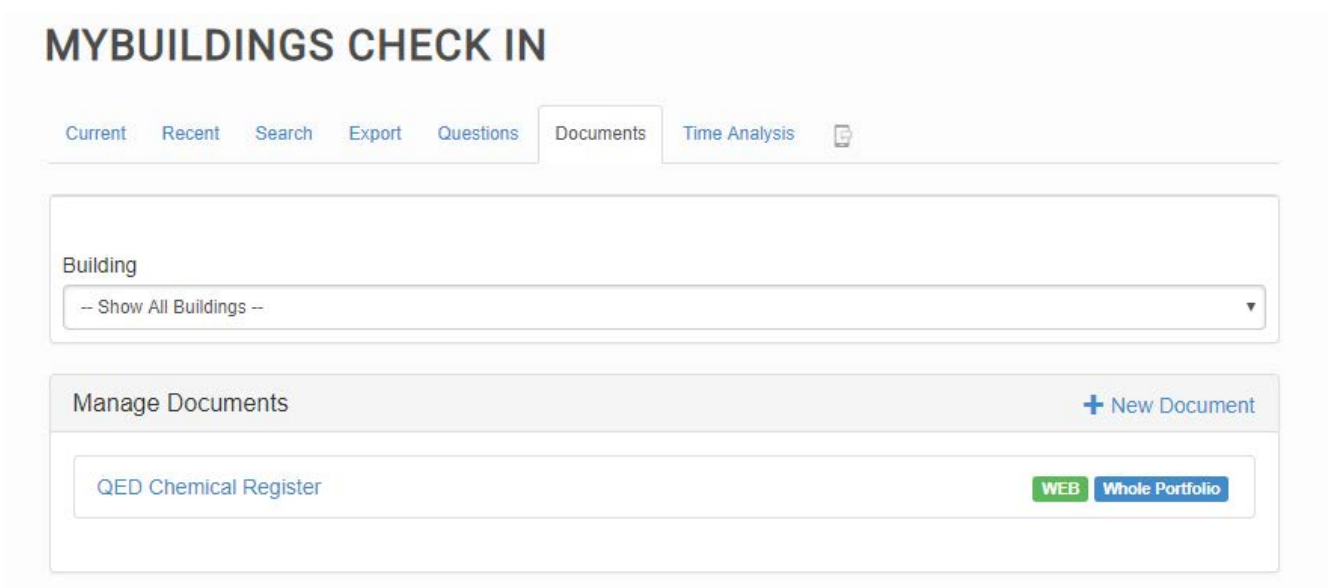 MYBUILDINGS CHECK IN
Current Recent Search Export Questions Documents Time Analysis
Building
-- Show All Buildings --
Manage Documents
+ New Document
QED Chemical Register
WEB Whole Portfolio